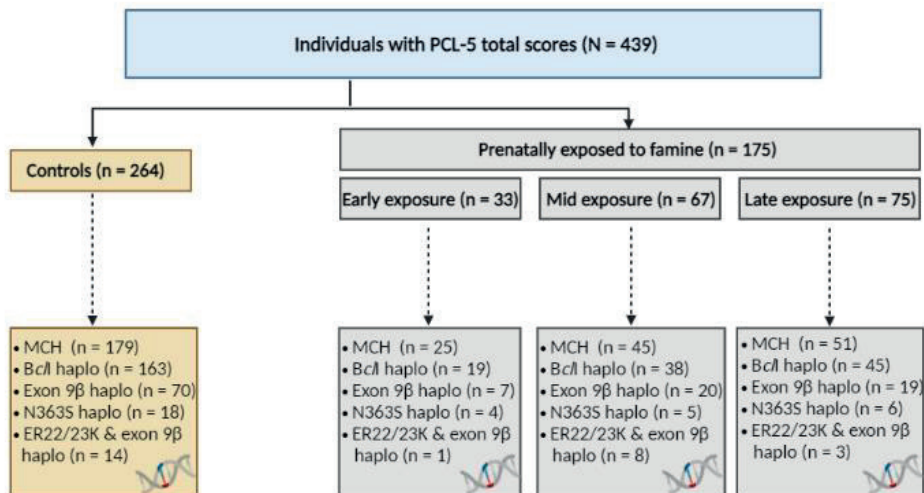 Individuals with PCL-5 total scores (N = 439)
Controls (n = 264)
Prenatally exposed to famine (n = 175)
Early exposure (n = 33)
Mid exposure (n = 67)
Late exposure (n = 75)
• MCH (n = 179)
• BclI haplo (n = 163)
• Exon 9β haplo (n = 70)
• N363S haplo (n = 18)
• ER22/23K & exon 9β
haplo (n = 14)
• MCH (n = 25)
• BclI haplo (n = 19)
• Exon 9β haplo (n = 7)
• N363S haplo (n = 4)
• ER22/23K & exon 9β
haplo (n = 1)
• MCH (n = 45)
• BclI haplo (n = 38)
• Exon 9β haplo (n = 20)
• N363S haplo (n = 5)
• ER22/23K & exon 9β
haplo (n = 8)
• MCH (n = 51)
• BclI haplo (n = 45)
• Exon 9β haplo (n = 19)
• N363S haplo (n = 6)
• ER22/23K & exon 9β
haplo (n = 3)